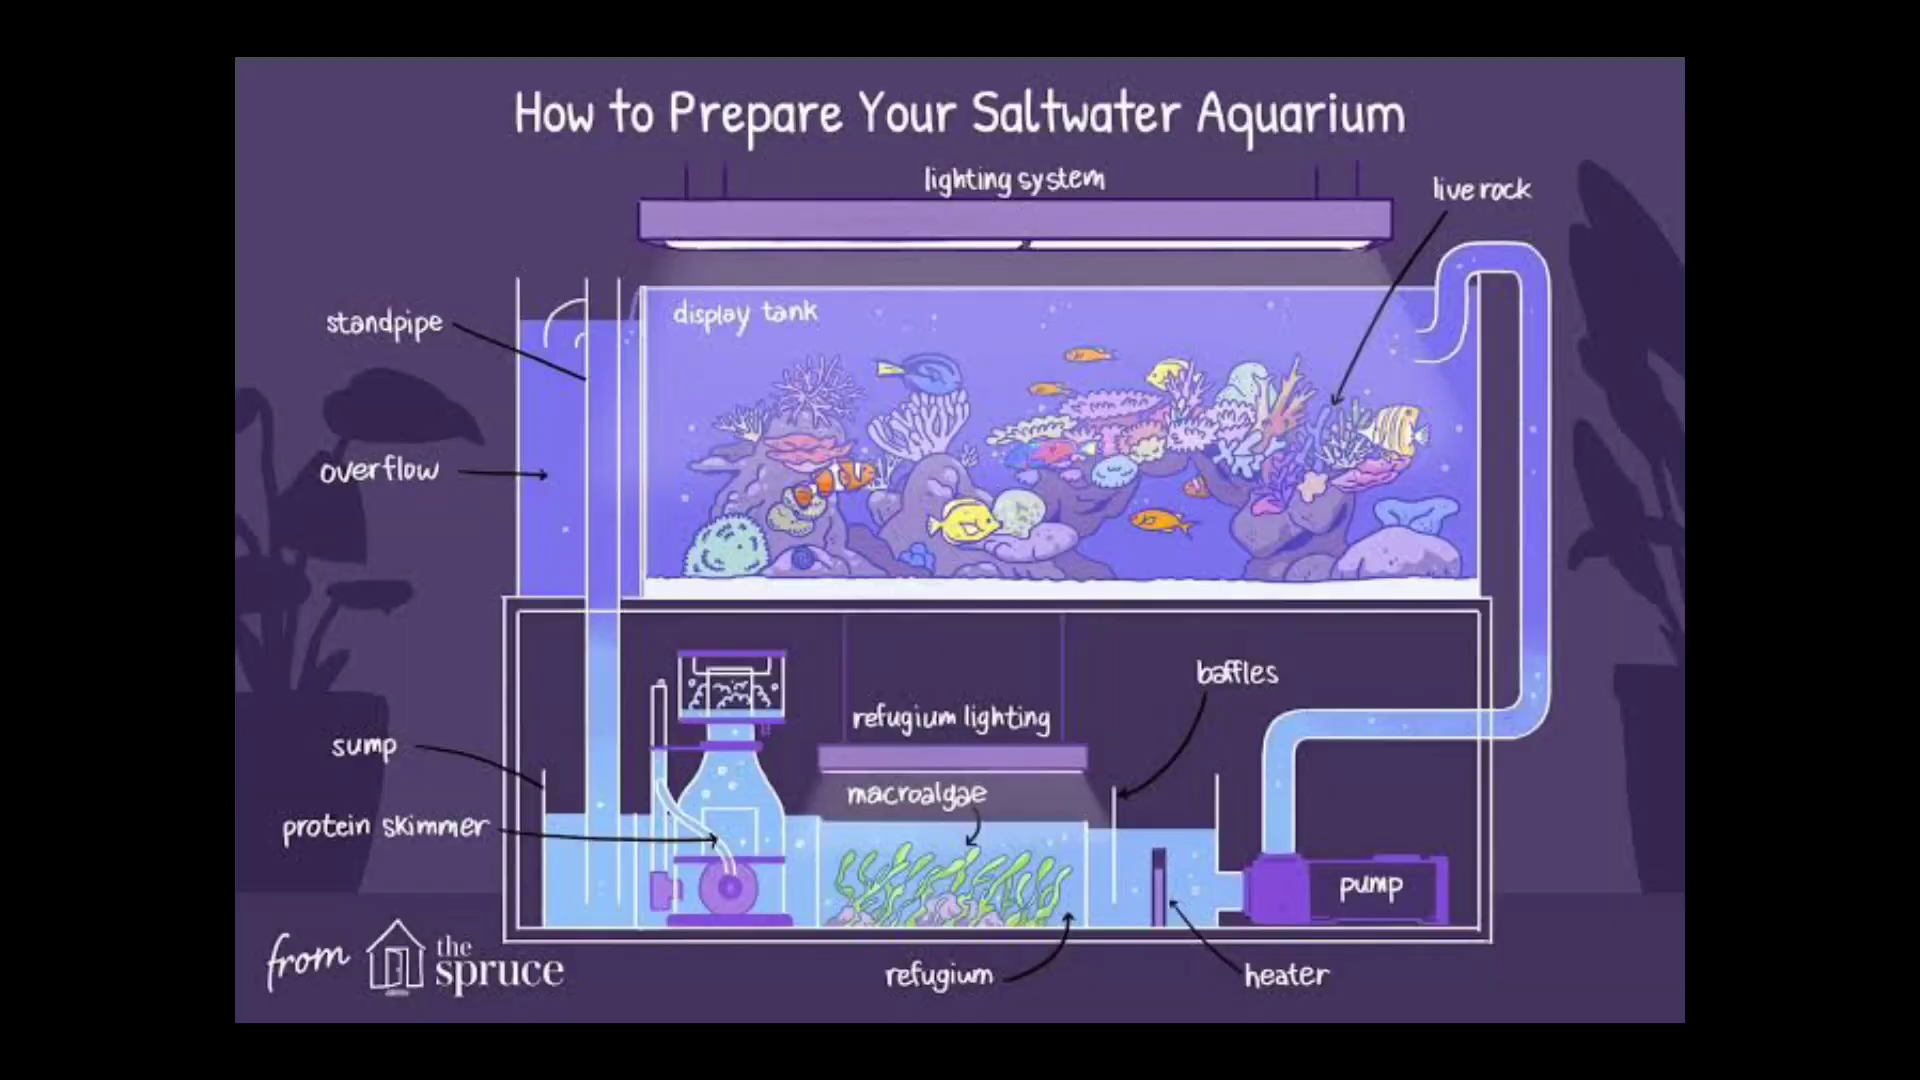 How to Prepare Your Saltwater Aquarium
lighting system
live rock
display tank
standpipe
overflow
baffles
refugium lighting
sump
macroalgae
protein skimmer
pump
from
the
spruce
refugium
heater